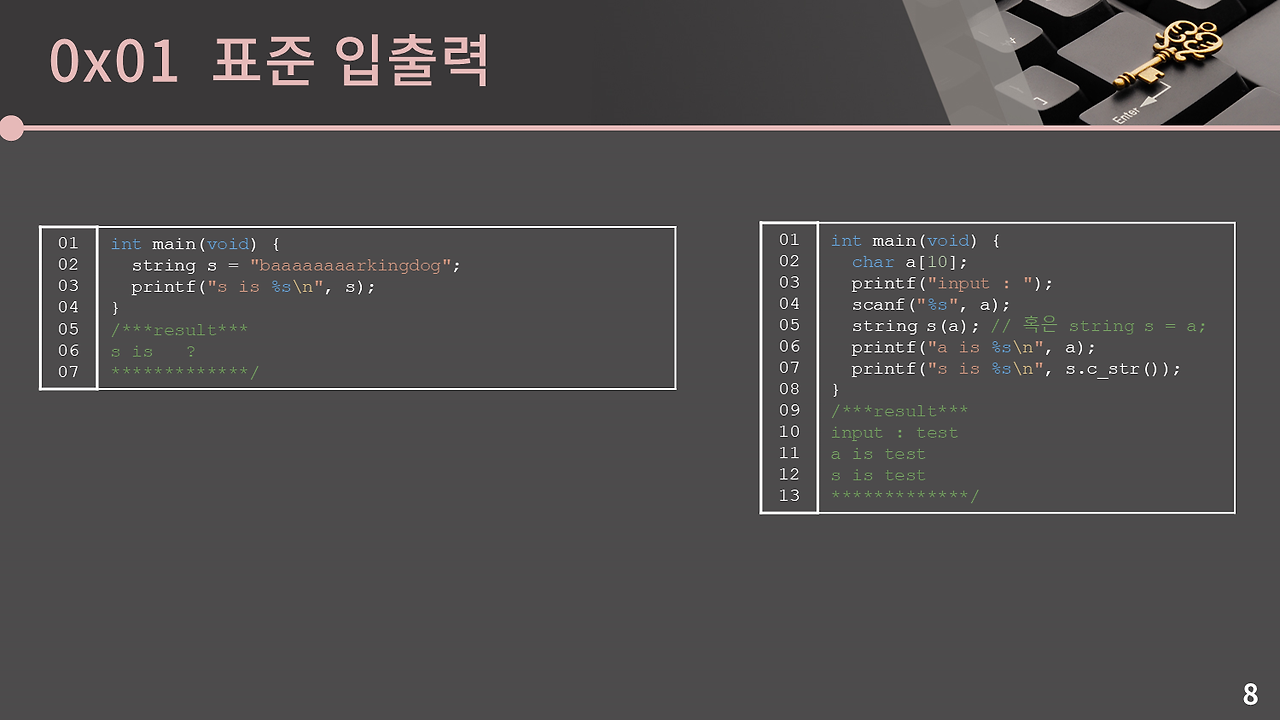 0x01 표준 입출력
Enter
01 int main(void) {
02   string s = "baaaaaaaarkingdog";
03   printf("s is %s\n", s);
04 }
05 /***result***
06 s is   ?
07 *************/
01 int main(void) {
02   char a[10];
03   printf("input : ");
04   scanf("%s", a);
05   string s(a); // 혹은 string s = a;
06   printf("a is %s\n", a);
07   printf("s is %s\n", s.c_str());
08 }
09 /***result***
10 input : test
11 a is test
12 s is test
13 *************/
8